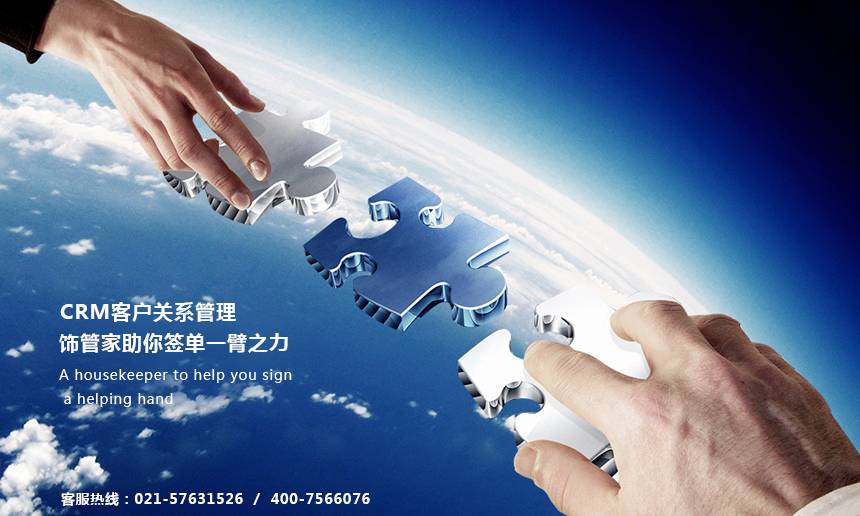 CRM客户关系管理
饰管家助你签单一臂之力
A housekeeper to help you sign
a helping hand
客服热线：021-57631526 / 400-7566076